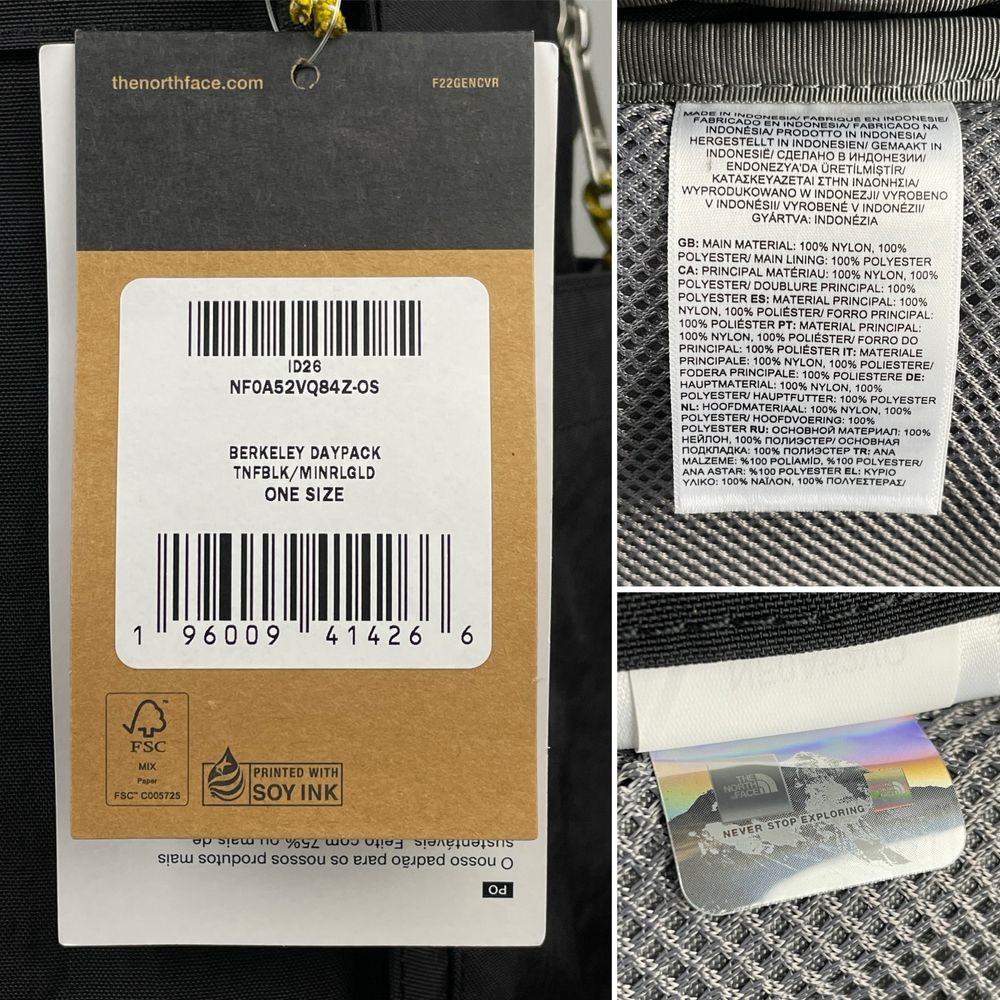 thenorthface.com
F22GENCVR
ID26
NF0A52VQ84Z-OS
BERKELEY DAYPACK
TNFBLK/MINRLGLD
ONE SIZE
1 96009 41426 6
FSC
MIX
Paper
FSC™ C005725
PRINTED WITH
SOY INK
PO
O nosso padrão para os nossos produtos mais
sustentáveis. Feito com 75% ou mais de
MADE IN INDONESIA/ FABRIQUÉ EN INDONÉSIE/
FABRICADO EN INDONESIA/ FABRICADO NA
INDONÉSIA/ PRODOTTO IN INDONESIA/
HERGESTELLT IN INDONESIEN/ GEMAAKT IN
INDONESIË/ СДЕЛАНО В ИНДОНЕЗИИ/
ENDONEZYA'DA ÜRETİLMİŞTİR/
ΚΑΤΑΣΚΕΥΑΖΕΤΑΙ ΣΤΗΝ ΙΝΔΟΝΗΣΙΑ/
WYPRODUKOWANO W INDONEZJI/ VYROBENO
V INDONÉSII/ VYROBENÉ V INDONÉZII/
GYÁRTVA: INDONÉZIA
GB: MAIN MATERIAL: 100% NYLON, 100%
POLYESTER/ MAIN LINING: 100% POLYESTER
CA: PRINCIPAL MATÉRIAU: 100% NYLON, 100%
POLYESTER/ DOUBLURE PRINCIPAL: 100%
POLYESTER ES: MATERIAL PRINCIPAL: 100%
NYLON, 100% POLIÉSTER/ FORRO PRINCIPAL:
100% POLIÉSTER PT: MATERIAL PRINCIPAL:
100% NYLON, 100% POLIÉSTER/ FORRO DO
PRINCIPAL: 100% POLIÉSTER IT: MATERIALE
PRINCIPALE: 100% NYLON, 100% POLIESTERE/
FODERA PRINCIPALE: 100% POLIESTERE DE:
HAUPTMATERIAL: 100% NYLON, 100%
POLYESTER/ HAUPTFUTTER: 100% POLYESTER
NL: HOOFDMATERIAAL: 100% NYLON, 100%
POLYESTER/ HOOFDVOERING: 100%
POLYESTER RU: ОСНОВНОЙ МАТЕРИАЛ: 100%
НЕЙЛОН, 100% ПОЛИЭСТЕР/ ОСНОВНАЯ
ПОДКЛАДКА: 100% ПОЛИЭСТЕР TR: ANA
MALZEME: %100 POLİAMİD, %100 POLYESTER/
ANA ASTAR: %100 POLYESTER EL: ΚΥΡΙΟ
ΥΛΙΚΟ: 100% ΝΑΪΛΟΝ, 100% ΠΟΛΥΕΣΤΕΡΑΣ/
THE
NORTH
FACE
NEVER STOP EXPLORING